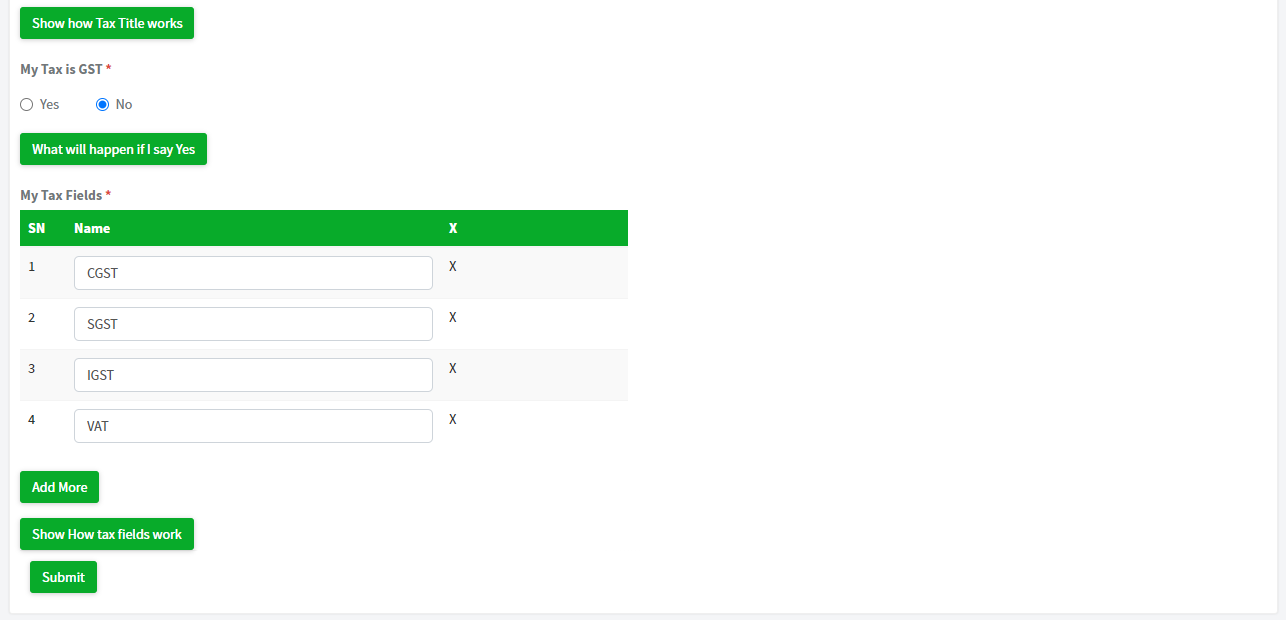 Show how Tax Title works
My Tax is GST *
Yes No
What will happen if I say Yes
My Tax Fields *
SN Name X
1 CGST X
2 SGST X
3 IGST X
4 VAT X
Add More
Show How tax fields work
Submit